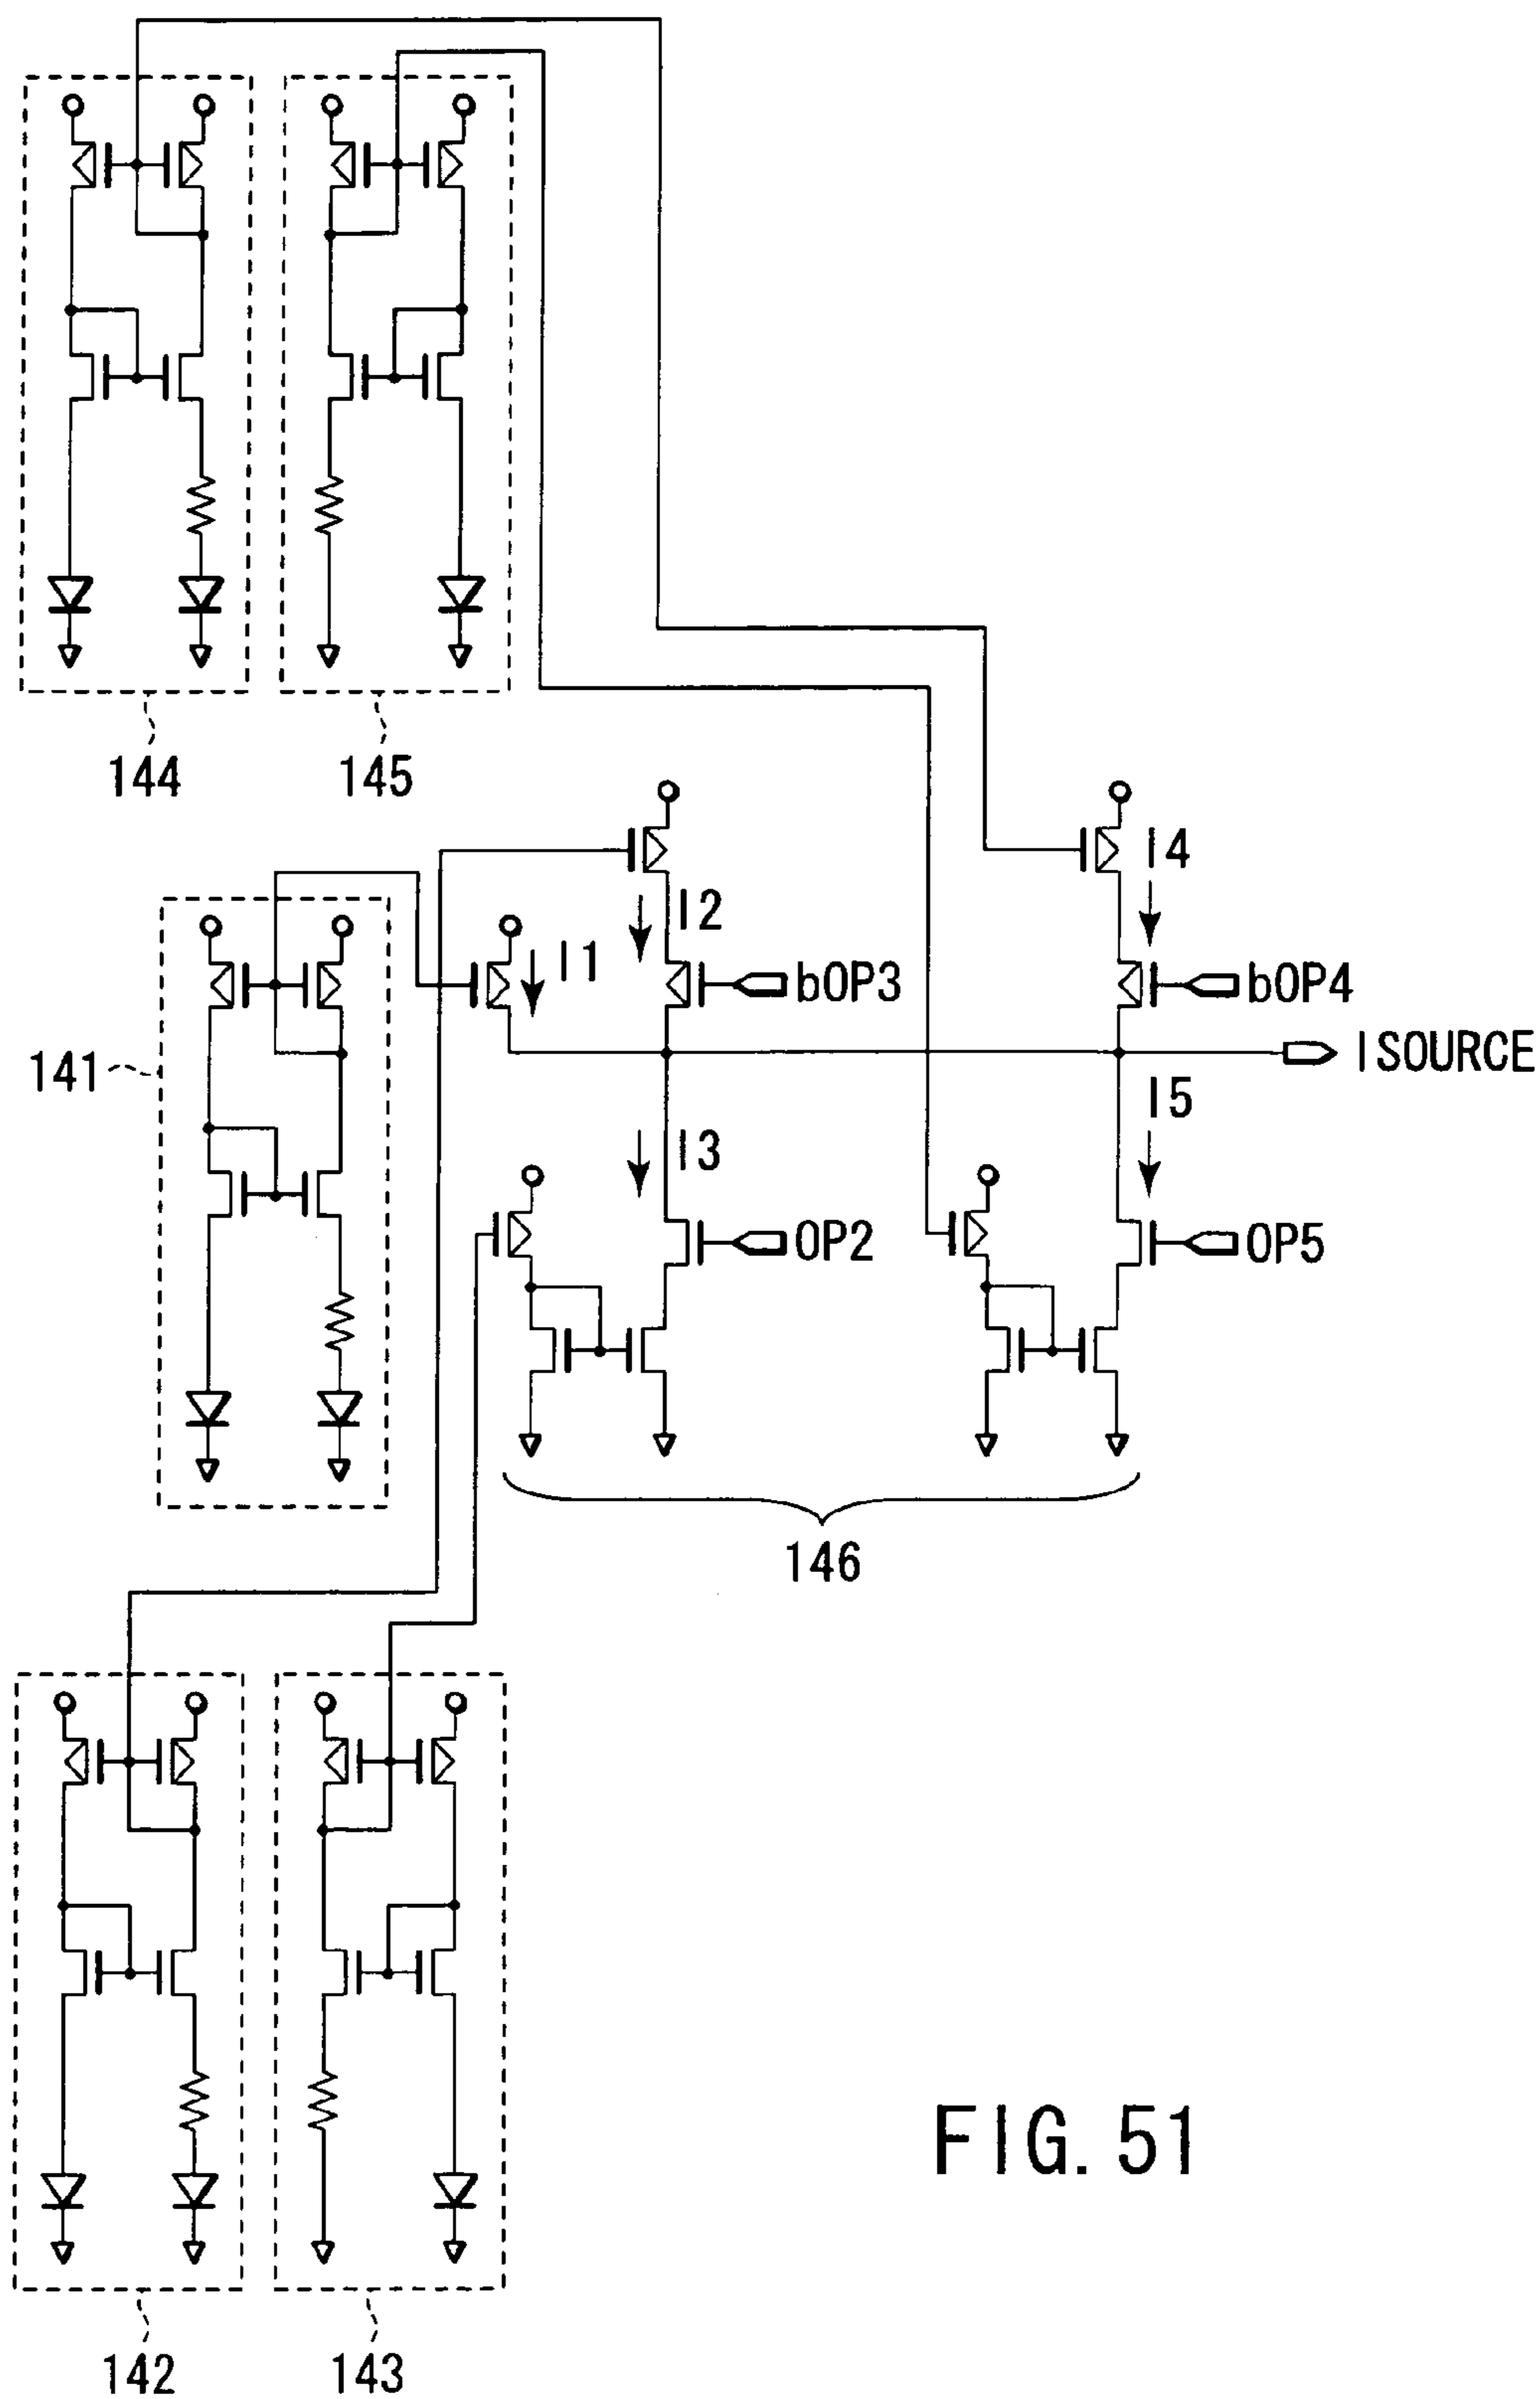 144
145
I4
I2
I1
bOP3
bOP4
141
ISOURCE
I5
I3
OP2
OP5
146
FIG. 51
142
143